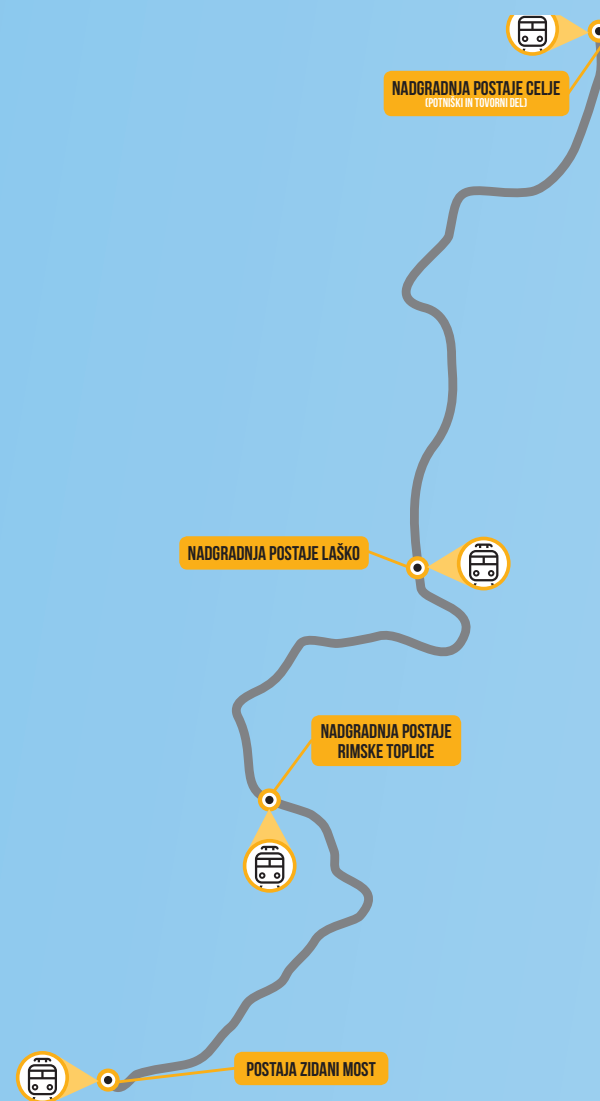 NADGRADNJA POSTAJE CELJE
(POTNIŠKI IN TOVORNI DEL)
NADGRADNJA POSTAJE LAŠKO
NADGRADNJA POSTAJE
RIMSKE TOPLICE
POSTAJA ZIDANI MOST